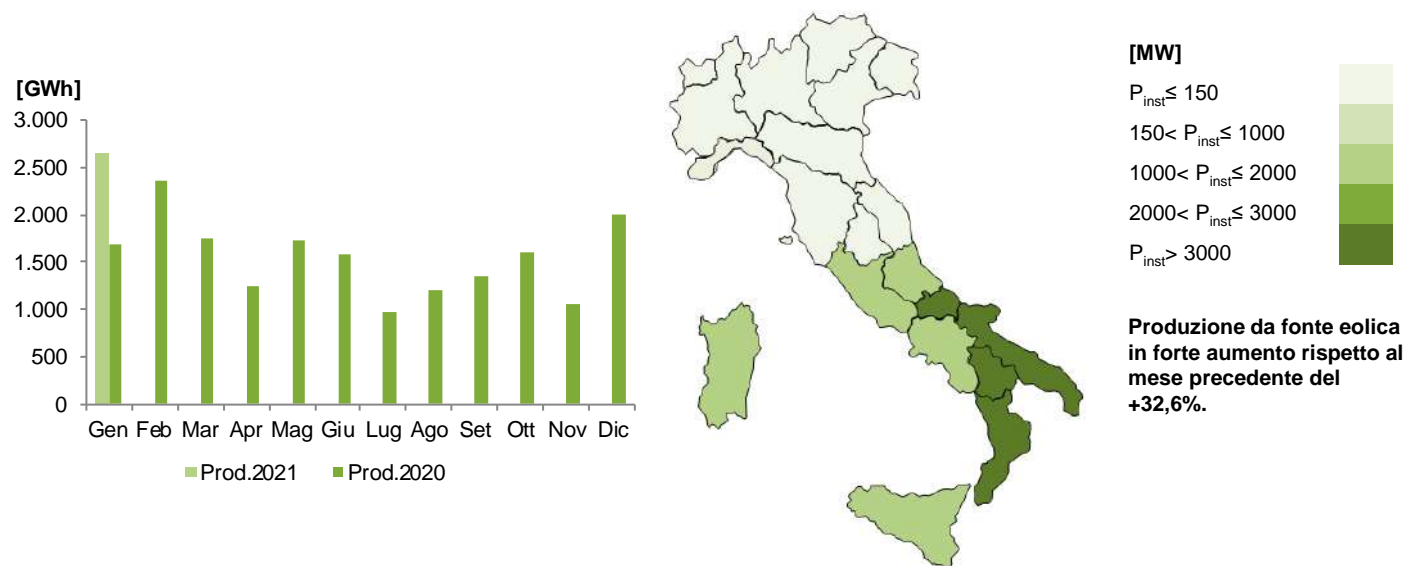 [GWh]
3.000
2.500
2.000
1.500
1.000
500
0
Gen Feb Mar Apr Mag Giu Lug Ago Set Ott Nov Dic
Prod.2021 Prod.2020
[MW]
Pinst≤ 150
150< Pinst≤ 1000
1000< Pinst≤ 2000
2000< Pinst≤ 3000
Pinst> 3000
Produzione da fonte eolica
in forte aumento rispetto al
mese precedente del
+32,6%.